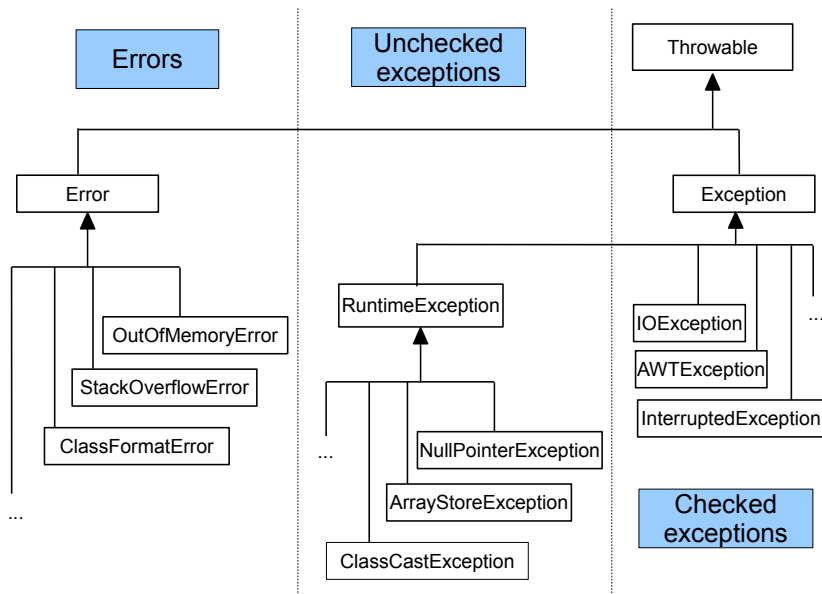 Errors
Unchecked
exceptions
Throwable
Error
Exception
RuntimeException
IOException
AWTException
InterruptedException
...
OutOfMemoryError
StackOverflowError
ClassFormatError
...
...
NullPointerException
ArrayStoreException
ClassCastException
Checked
exceptions